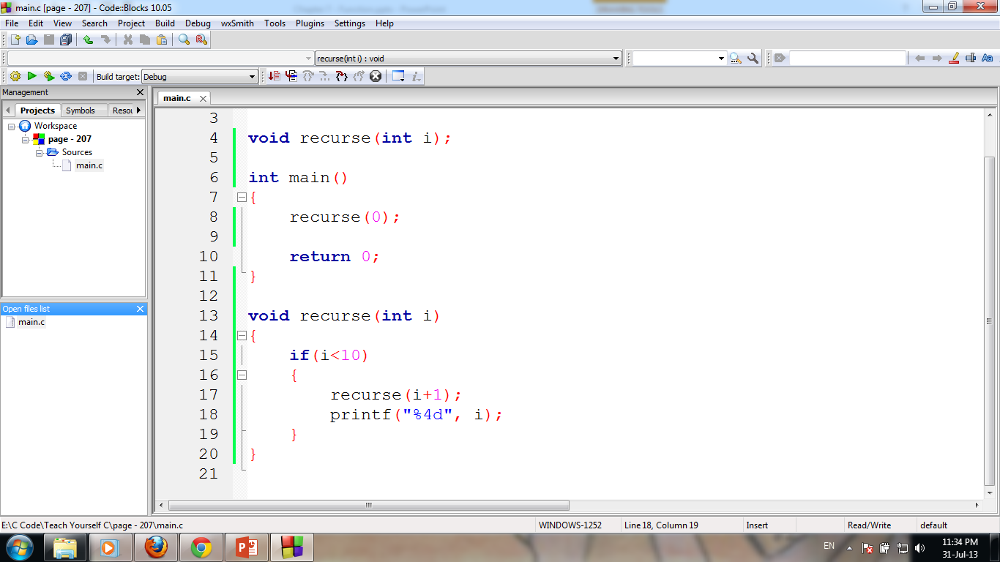 main.c [page - 207] - Code::Blocks 10.05
File Edit View Search Project Build Debug wxSmith Tools Plugins Settings Help
recurse(int i) : void
Build target: Debug
Management
Projects Symbols Resou
Workspace
page - 207
Sources
main.c
Open files list
main.c
main.c
3
4 void recurse(int i);
5
6 int main()
7 {
8     recurse(0);
9
10     return 0;
11 }
12
13 void recurse(int i)
14 {
15     if(i<10)
16     {
17         recurse(i+1);
18         printf("%4d", i);
19     }
20 }
21
E:\C Code\Teach Yourself C\page - 207\main.c WINDOWS-1252 Line 18, Column 19 Insert Read/Write default
EN 11:34 PM
31-Jul-13